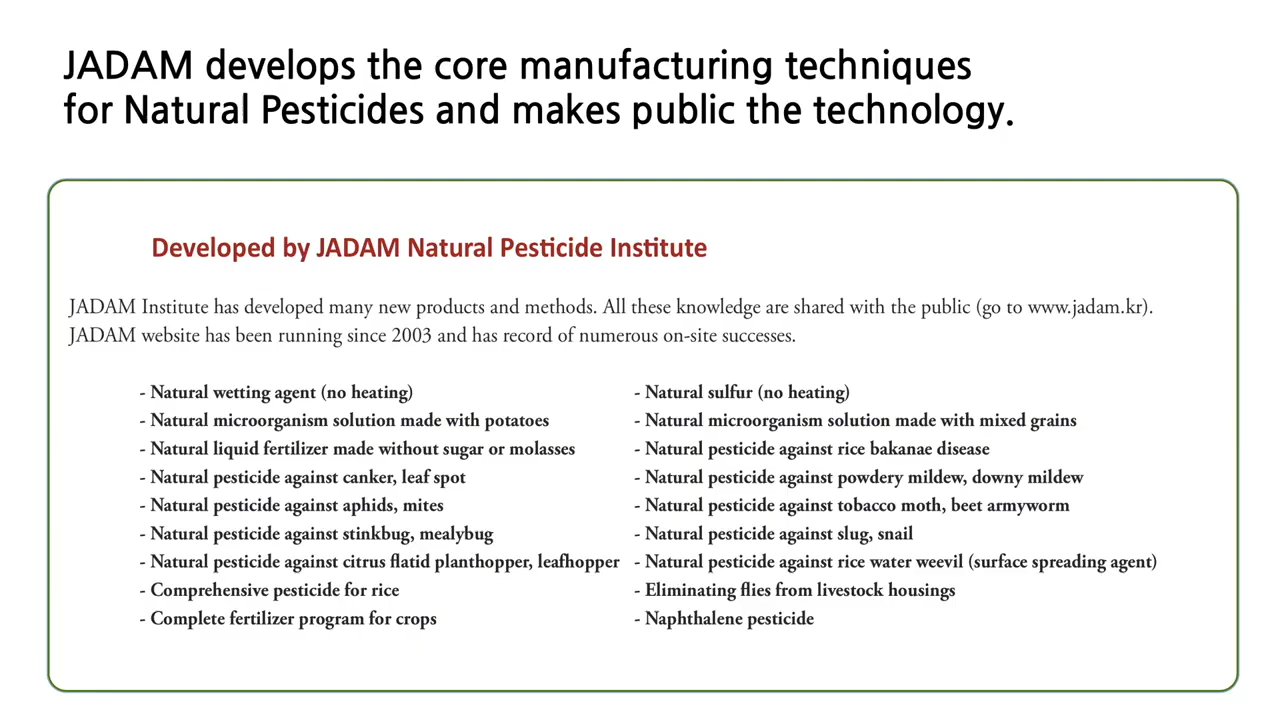 JADAM develops the core manufacturing techniques
for Natural Pesticides and makes public the technology.
Developed by JADAM Natural Pesticide Institute
JADAM Institute has developed many new products and methods. All these knowledge are shared with the public (go to www.jadam.kr).
JADAM website has been running since 2003 and has record of numerous on-site successes.
- Natural wetting agent (no heating)
- Natural microorganism solution made with potatoes
- Natural liquid fertilizer made without sugar or molasses
- Natural pesticide against canker, leaf spot
- Natural pesticide against aphids, mites
- Natural pesticide against stinkbug, mealybug
- Natural pesticide against citrus flatid planthopper, leafhopper
- Comprehensive pesticide for rice
- Complete fertilizer program for crops
- Natural sulfur (no heating)
- Natural microorganism solution made with mixed grains
- Natural pesticide against rice bakanae disease
- Natural pesticide against powdery mildew, downy mildew
- Natural pesticide against tobacco moth, beet armyworm
- Natural pesticide against slug, snail
- Natural pesticide against rice water weevil (surface spreading agent)
- Eliminating flies from livestock housings
- Naphthalene pesticide